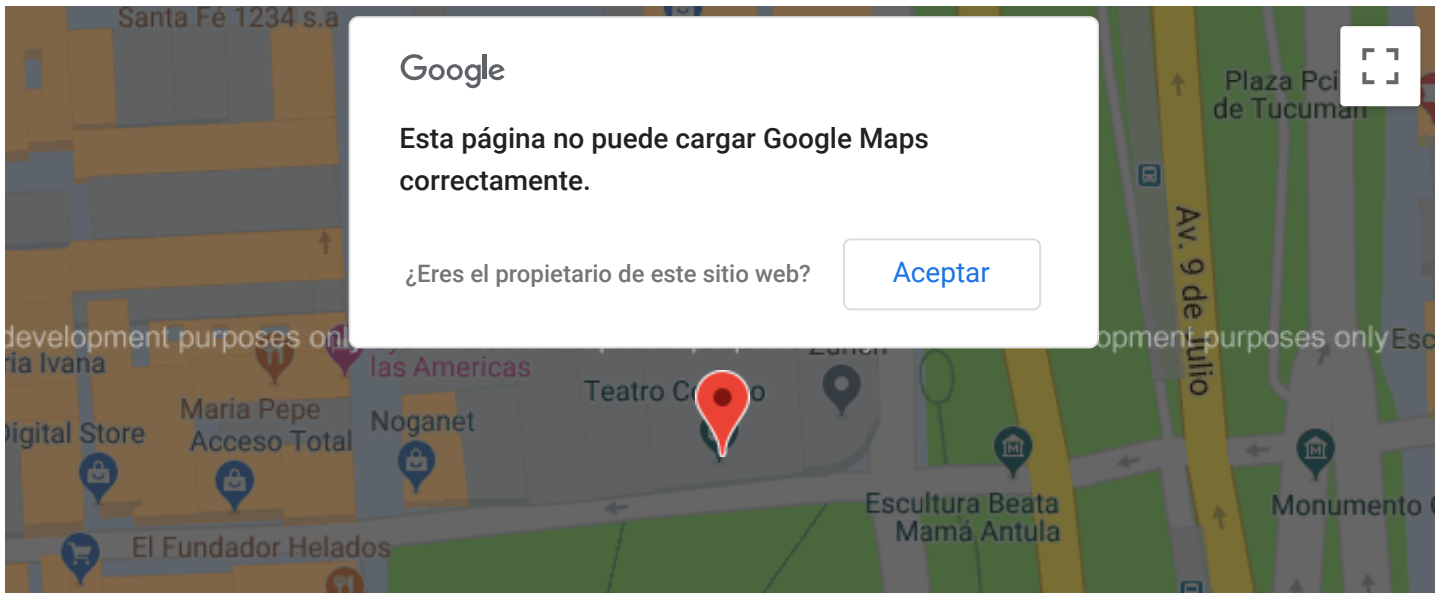 Santa Fé 1234 s.a
Google
Esta página no puede cargar Google Maps
correctamente.
¿Eres el propietario de este sitio web?
Aceptar
Plaza Pci
de Tucumán
Av. 9 de Julio
development purposes only
opment purposes only
Esc
ria Ivana
las Americas
Teatro
Maria Pepe
Acceso Total
Digital Store
Noganet
Escultura Beata
Mamá Antula
Monumento
El Fundador Helados